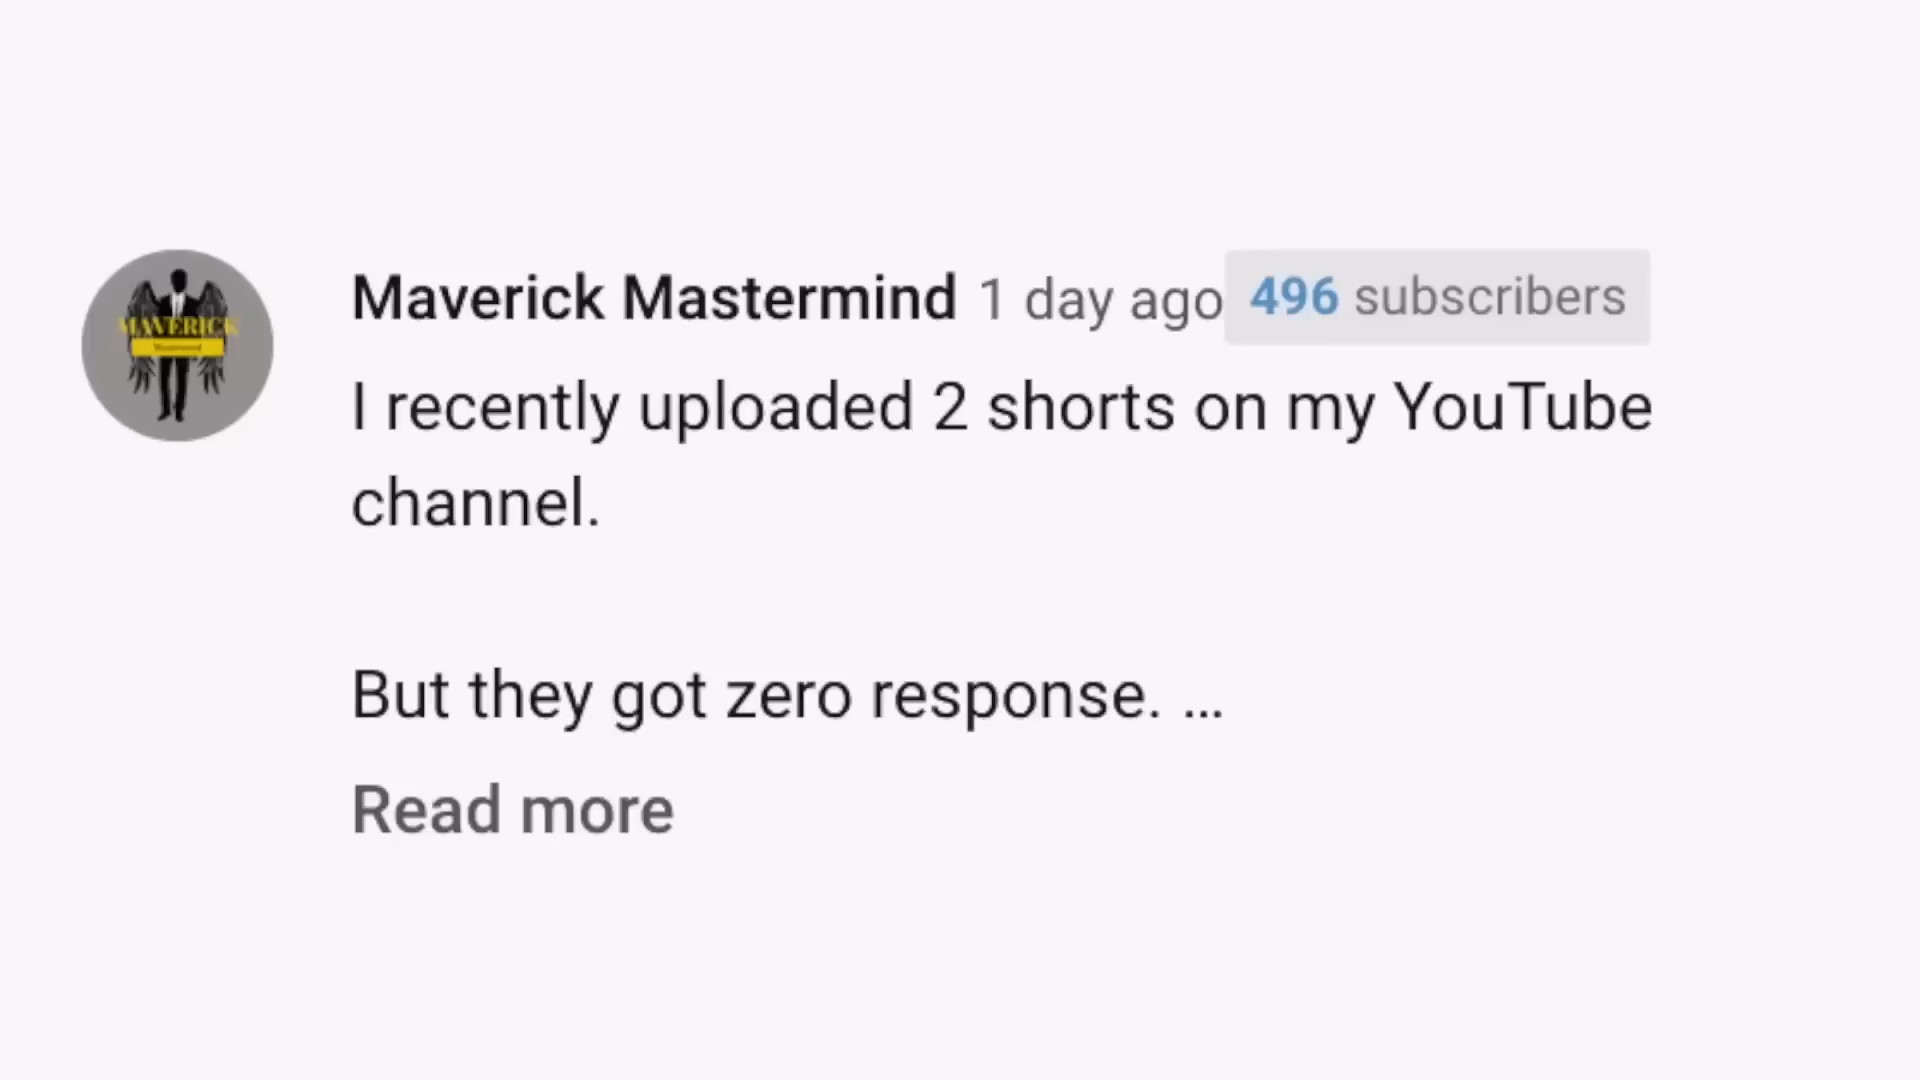 MAVERICK
Maverick Mastermind 1 day ago 496 subscribers
I recently uploaded 2 shorts on my YouTube
channel.
But they got zero response. ...
Read more